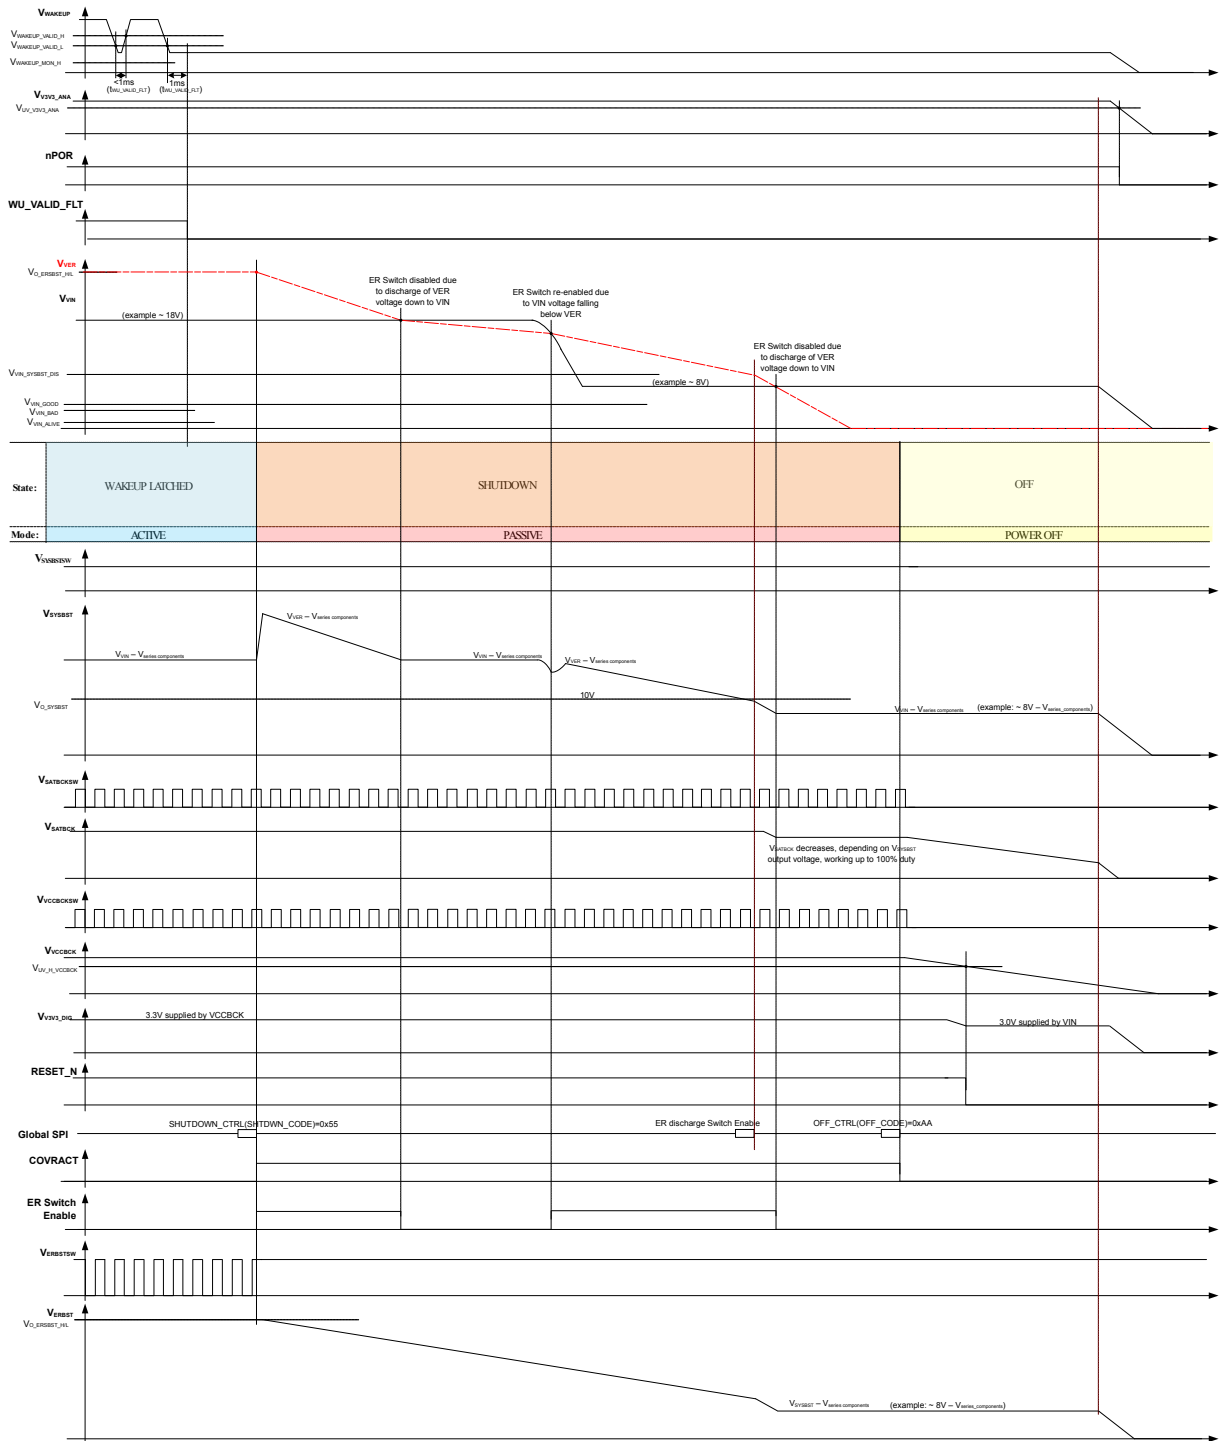 VWAKEUP
VWAKEUP_VALID_H
VWAKEUP_VALID_L
VWAKEUP_MON_H
<1ms
(tWU_VALID_FLT)
1ms
(tWU_VALID_FLT)
VV3V3_ANA
VUV_V3V3_ANA
nPOR
WU_VALID_FLT
VVER
VO_ERSBST_H/L
VVIN
(example ~ 18V)
ER Switch disabled due
to discharge of VER
voltage down to VIN
ER Switch re-enabled due
to VIN voltage falling
below VER
ER Switch disabled due
to discharge of VER
voltage down to VIN
VVIN_SYSBST_DIS
(example ~ 8V)
VVIN_GOOD
VVIN_BAD
VVIN_ALIVE
State:
WAKEUP LATCHED
SHUTDOWN
OFF
Mode:
ACTIVE
PASSIVE
POWER OFF
VSYSBSTSW
VSYSBST
VVER – Vseries components
VVIN – Vseries components
VVIN – Vseries components
VVER – Vseries components
10V
VO_SYSBST
VVIN – Vseries components
(example: ~ 8V – Vseries_components)
VSATBCKSW
VSATBCK
VSATBCK decreases, depending on VSYSBST
output voltage, working up to 100% duty
VVCCBCKSW
VVCCBCK
VUV_H_VCCBCK
VV3V3_DIG
3.3V supplied by VCCBCK
3.0V supplied by VIN
RESET_N
SHUTDOWN_CTRL(SHTDWN_CODE)=0x55
ER discharge Switch Enable
OFF_CTRL(OFF_CODE)=0xAA
Global SPI
COVRACT
ER Switch
Enable
VERBSTSW
VERBST
VO_ERSBST_H/L
VSYSBST – Vseries components
(example: ~ 8V – Vseries_components)